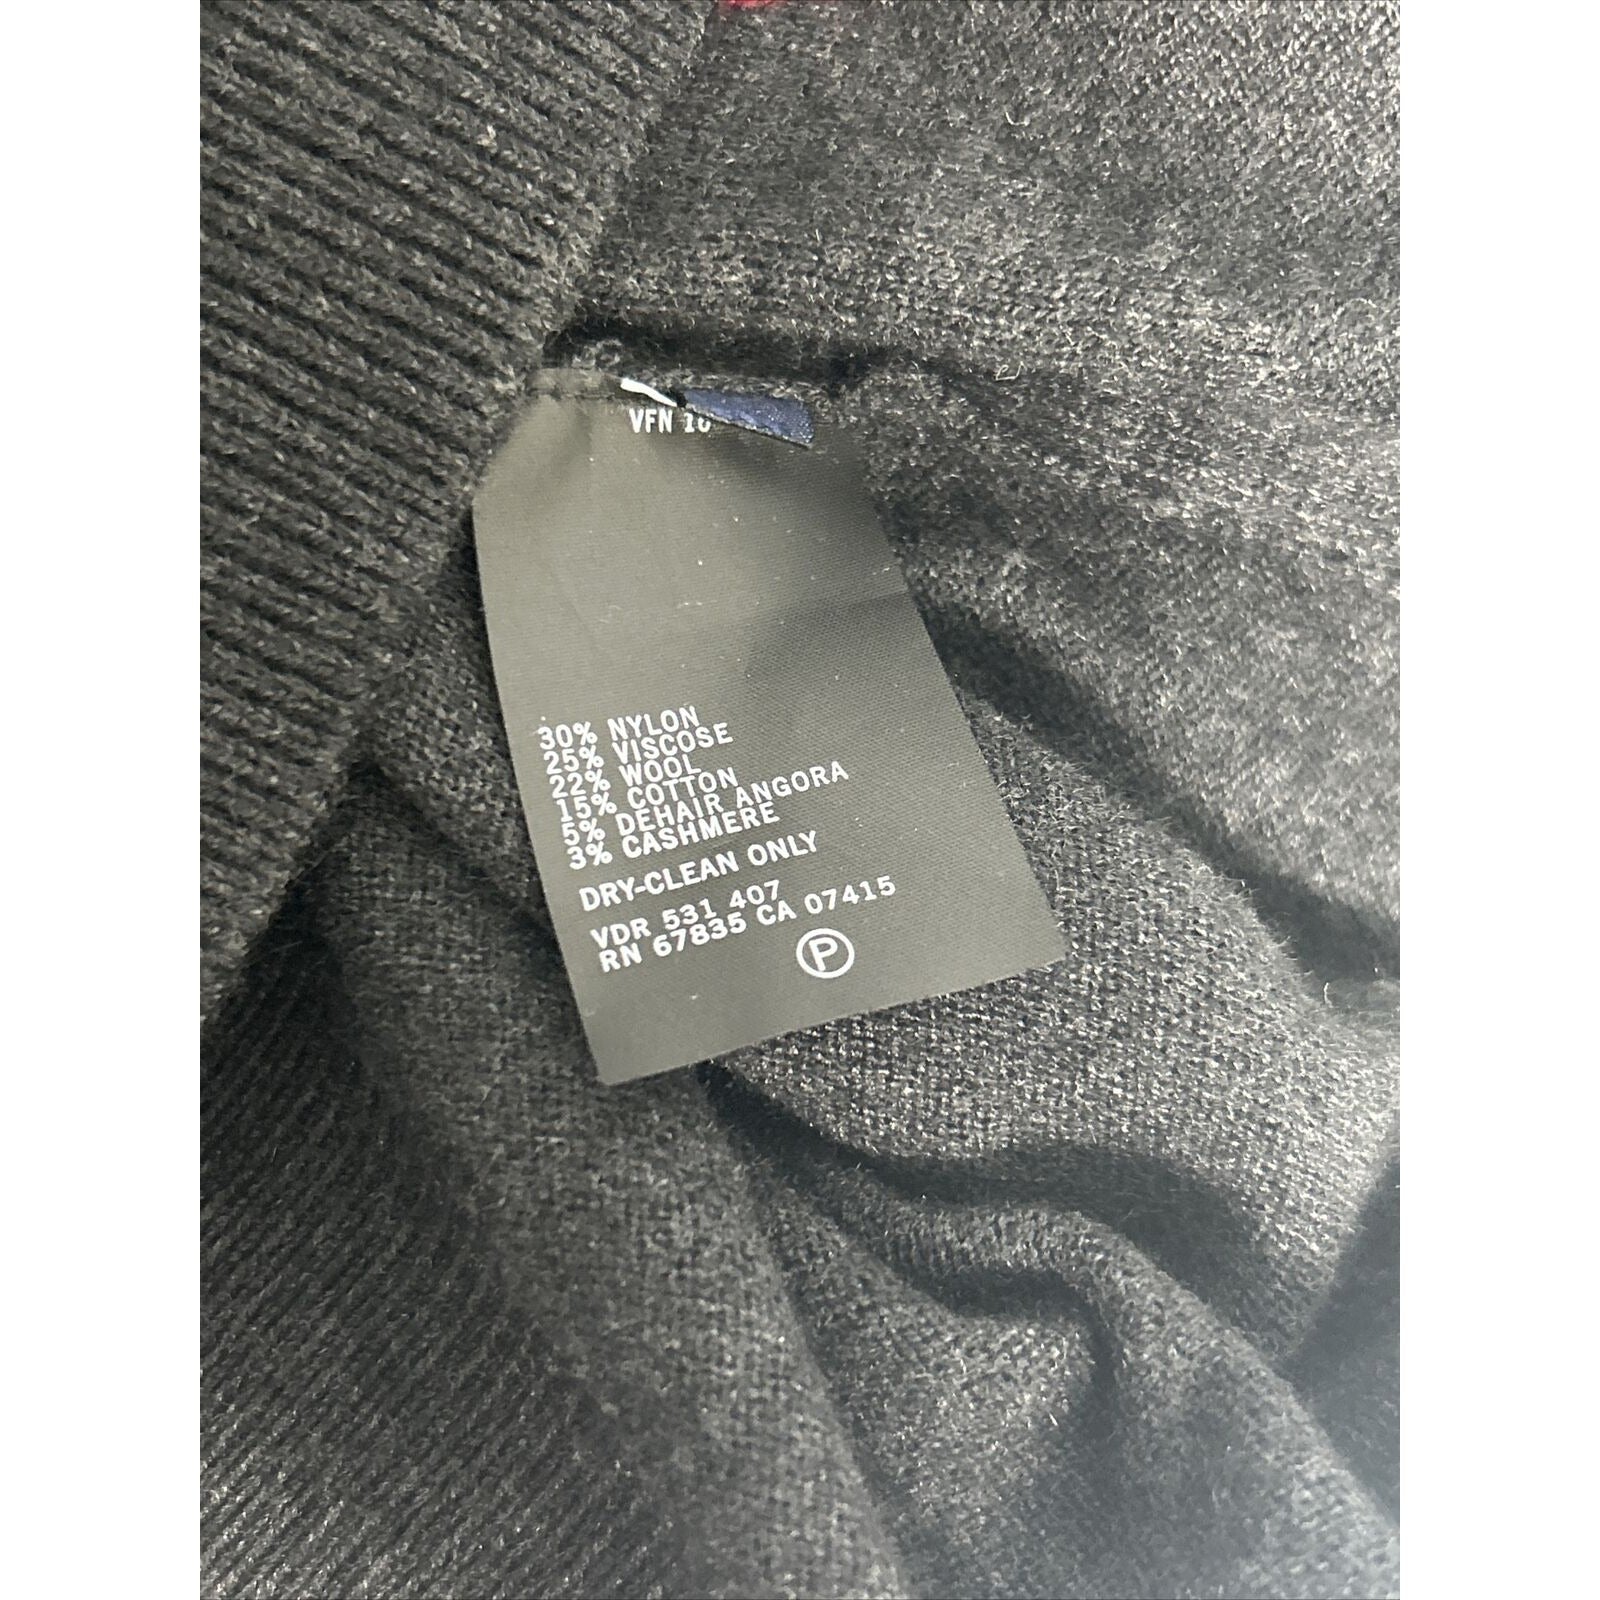 VFN
30% NYLON
25% VISCOSE
22% WOOL
15% COTTON
5% DEHAIR ANGORA
3% CASHMERE
DRY-CLEAN ONLY
VDR 531 407
RN 67835 CA 07415
P